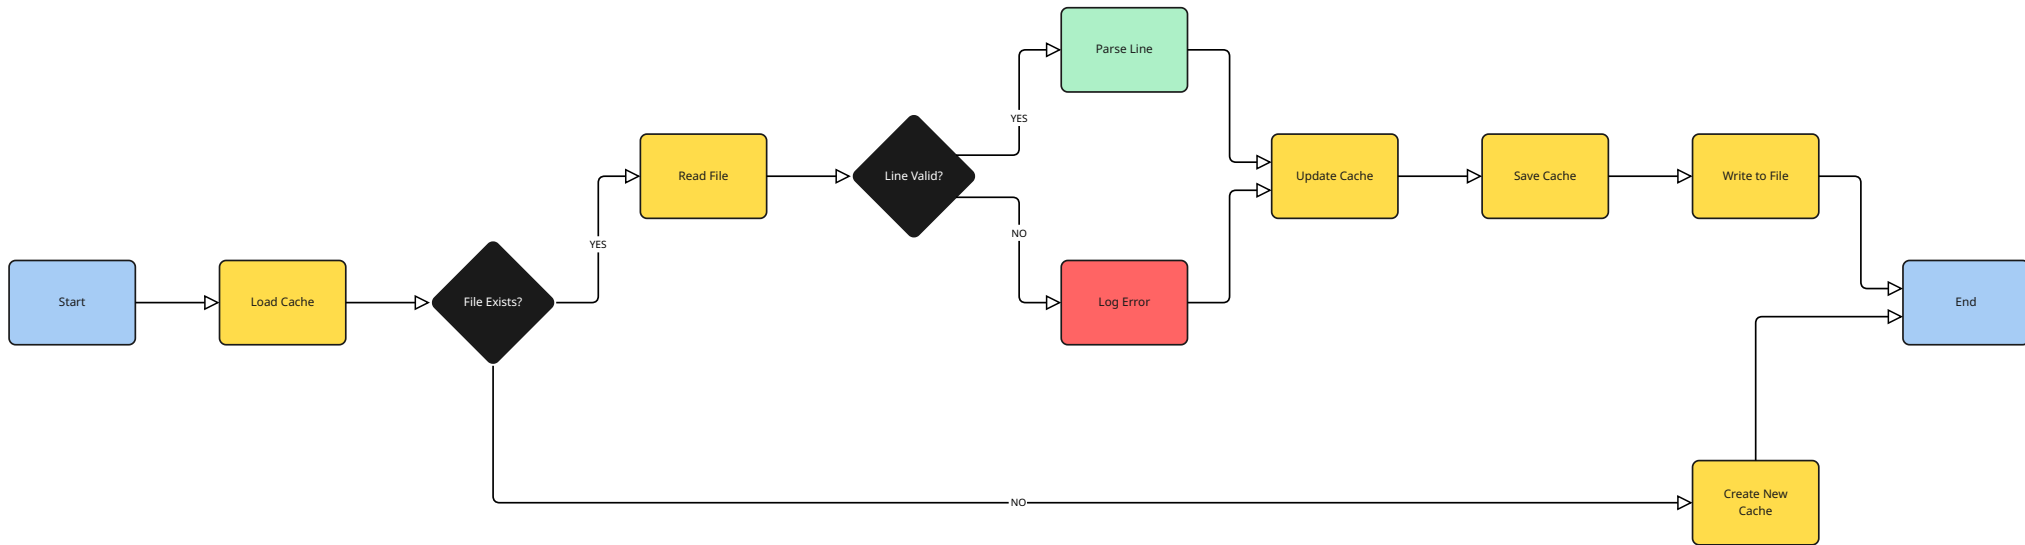 Start
Load Cache
File Exists?
YES
Read File
Line Valid?
YES
Parse Line
NO
Log Error
Update Cache
Save Cache
Write to File
End
NO
Create New
Cache